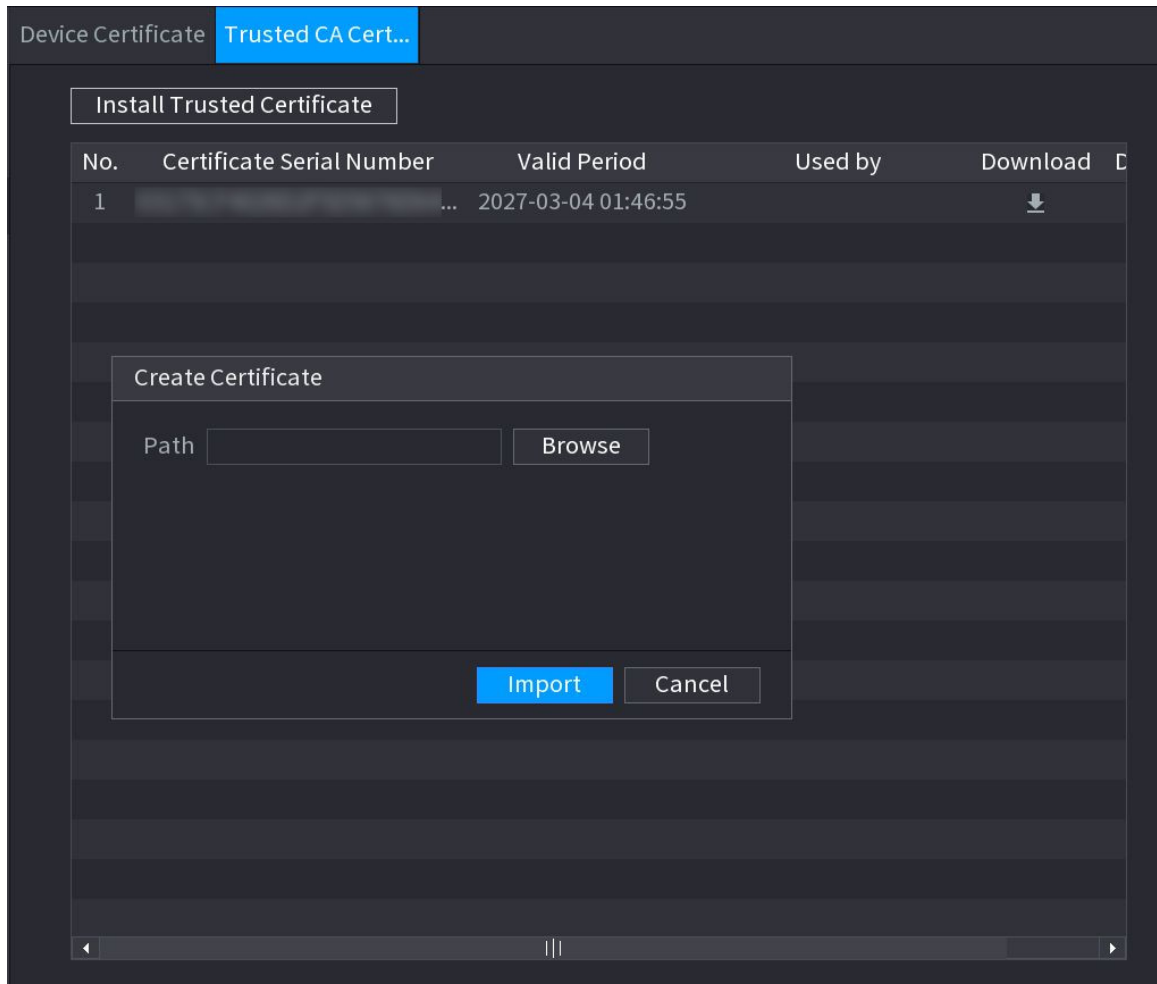 Device Certificate Trusted CA Cert...
Install Trusted Certificate
No. Certificate Serial Number Valid Period Used by Download D
1 ... 2027-03-04 01:46:55
Create Certificate
Path Browse
Import Cancel